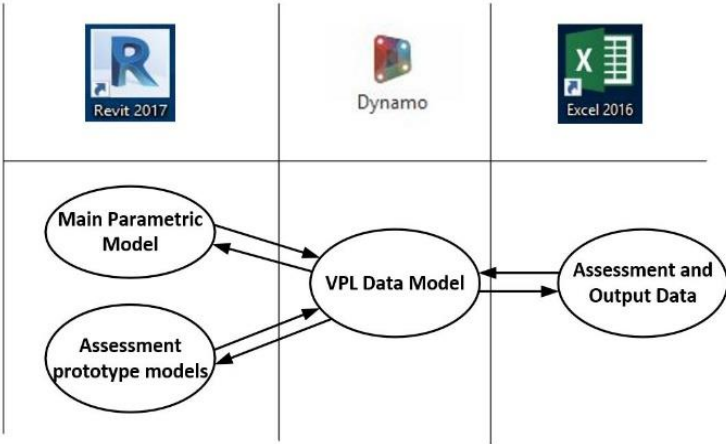 Revit 2017
Dynamo
Excel 2016
Main Parametric
Model
VPL Data Model
Assessment and
Output Data
Assessment
prototype models